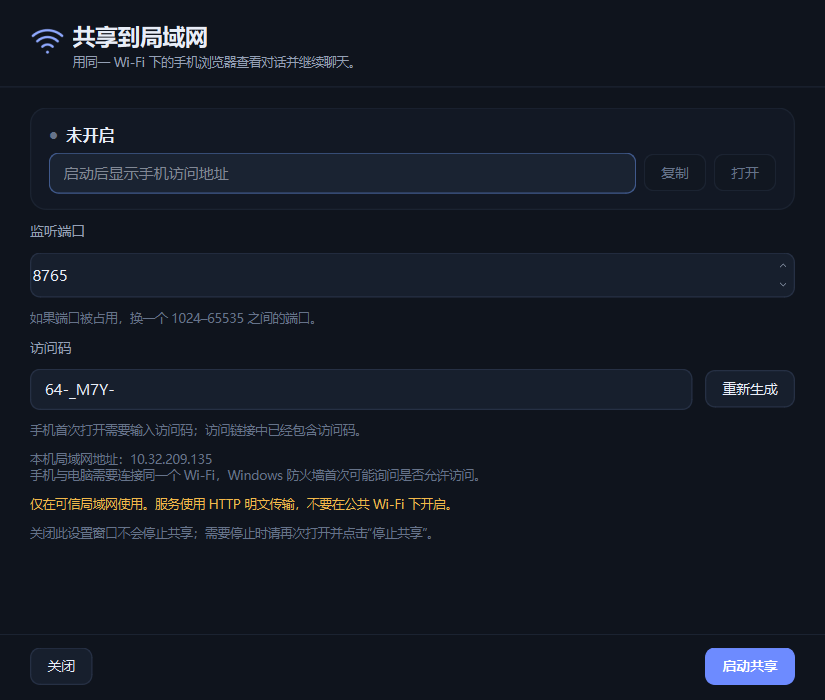 共享到局域网
用同一 Wi-Fi 下的手机浏览器查看对话并继续聊天。
未开启
启动后显示手机访问地址
复制
打开
监听端口
8765
如果端口被占用，换一个 1024–65535 之间的端口。
访问码
64-_M7Y-
重新生成
手机首次打开需要输入访问码；访问链接中已经包含访问码。
本机局域网地址：10.32.209.135
手机与电脑需要连接同一个 Wi-Fi，Windows 防火墙首次可能询问是否允许访问。
仅在可信局域网使用。服务使用 HTTP 明文传输，不要在公共 Wi-Fi 下开启。
关闭此设置窗口不会停止共享；需要停止时请再次打开并点击“停止共享”。
关闭
启动共享